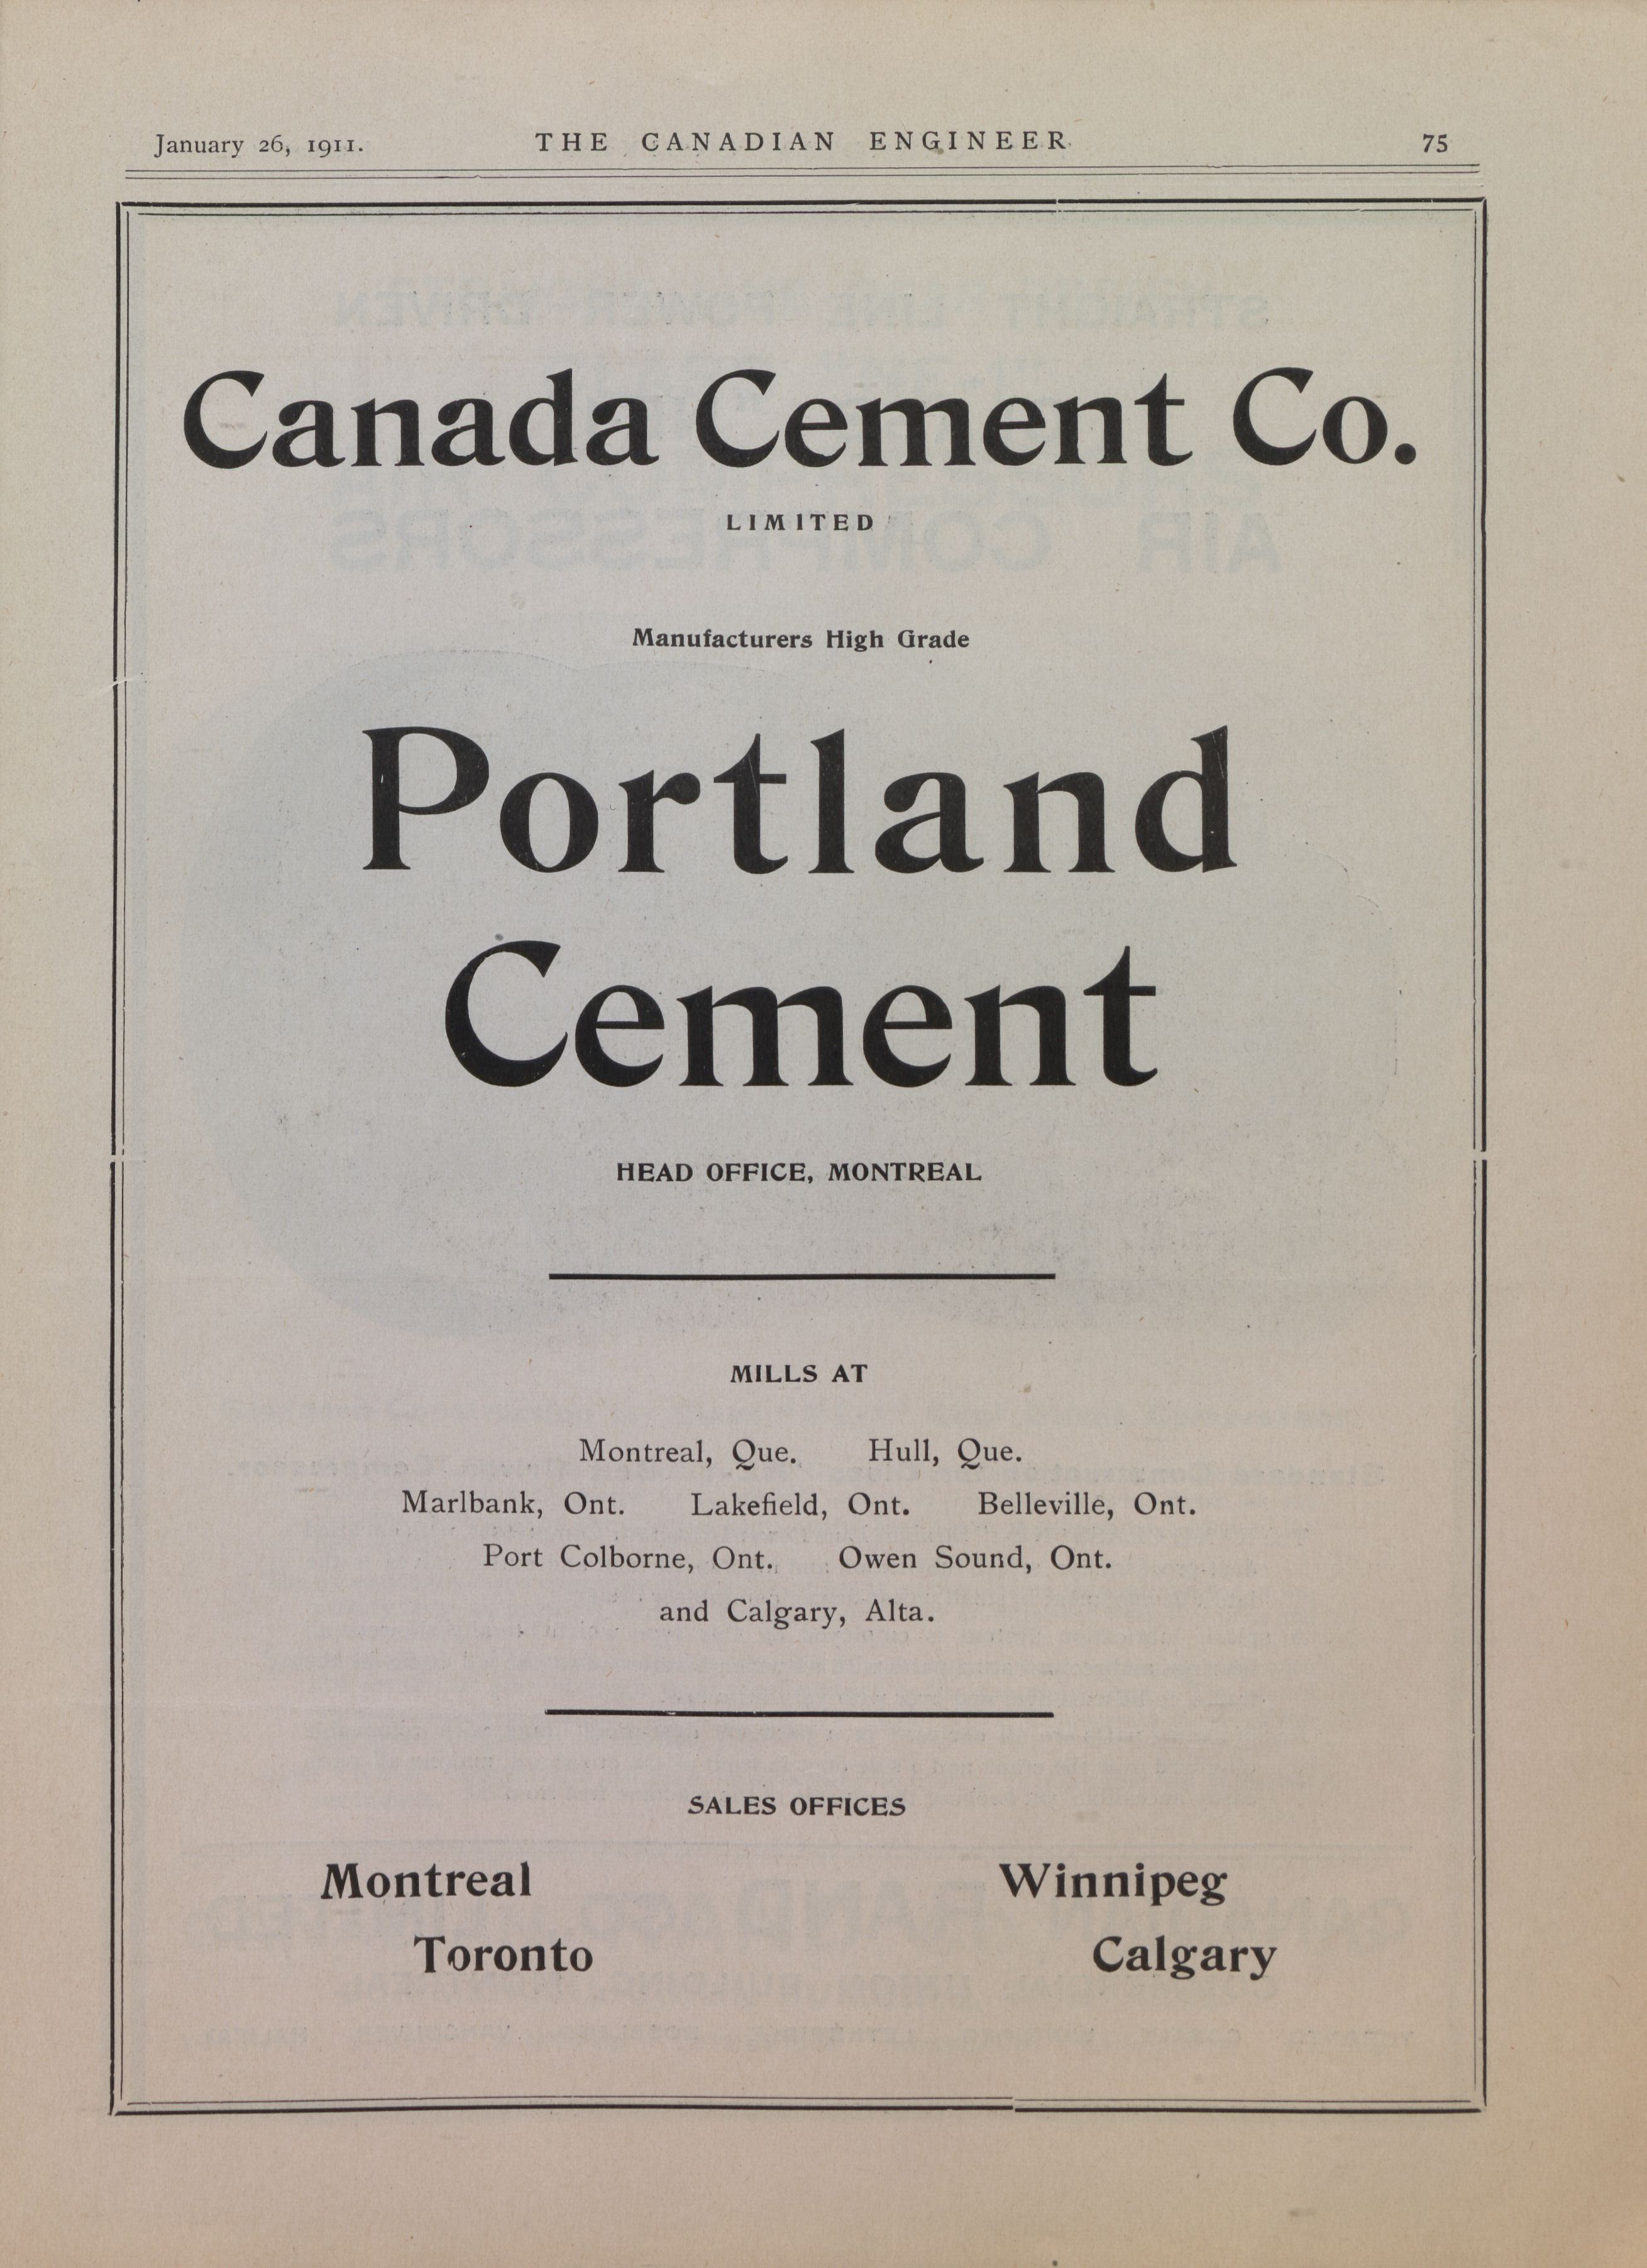 January 26, 1911. THE CANADIAN ENGINEER 75
Canada Cement Co.
LIMITED
Manufacturers High Grade
Portland
Cement
HEAD OFFICE, MONTREAL
MILLS AT
Montreal, Que. Hull, Que.
Marlbank, Ont. Lakefield, Ont. Belleville, Ont.
Port Colborne, Ont. Owen Sound, Ont.
and Calgary, Alta.
SALES OFFICES
Montreal Winnipeg
Toronto Calgary